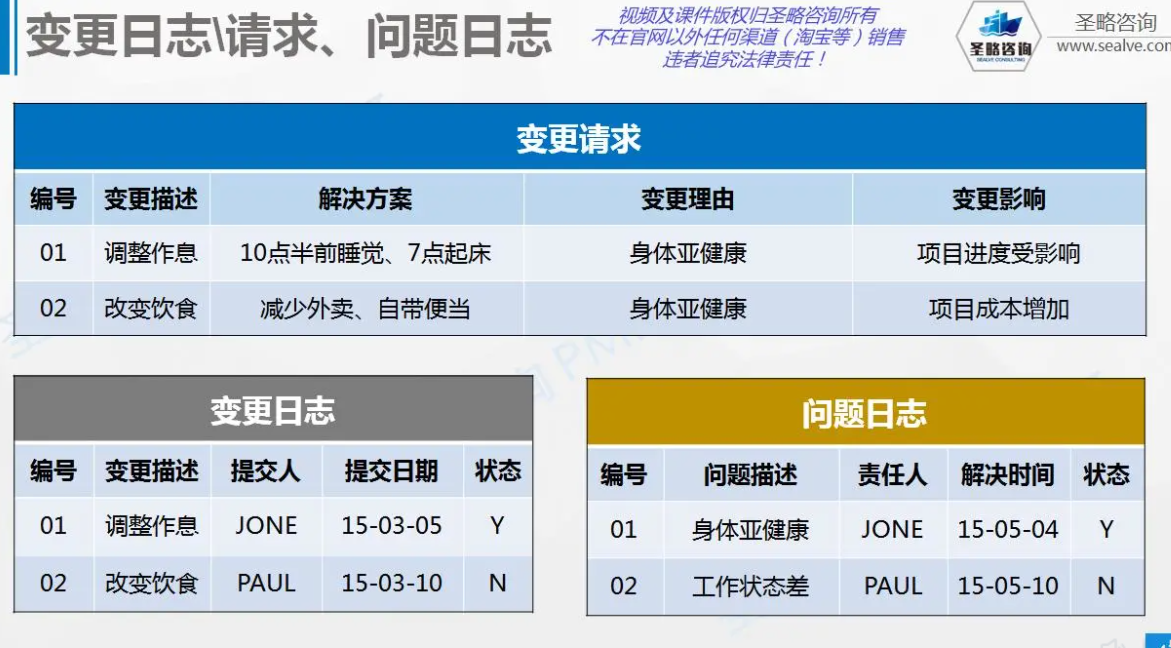 变更日志\请求、问题日志
视频及课件版权归圣略咨询所有
不在官网以外任何渠道（淘宝等）销售
违者追究法律责任！
圣略咨询
SEALVE CONSULTING
圣略咨询
www.sealve.com
变更请求
编号 变更描述 解决方案 变更理由 变更影响
01 调整作息 10点半前睡觉、7点起床 身体亚健康 项目进度受影响
02 改变饮食 减少外卖、自带便当 身体亚健康 项目成本增加
变更日志
编号 变更描述 提交人 提交日期 状态
01 调整作息 JONE 15-03-05 Y
02 改变饮食 PAUL 15-03-10 N
问题日志
编号 问题描述 责任人 解决时间 状态
01 身体亚健康 JONE 15-05-04 Y
02 工作状态差 PAUL 15-05-10 N